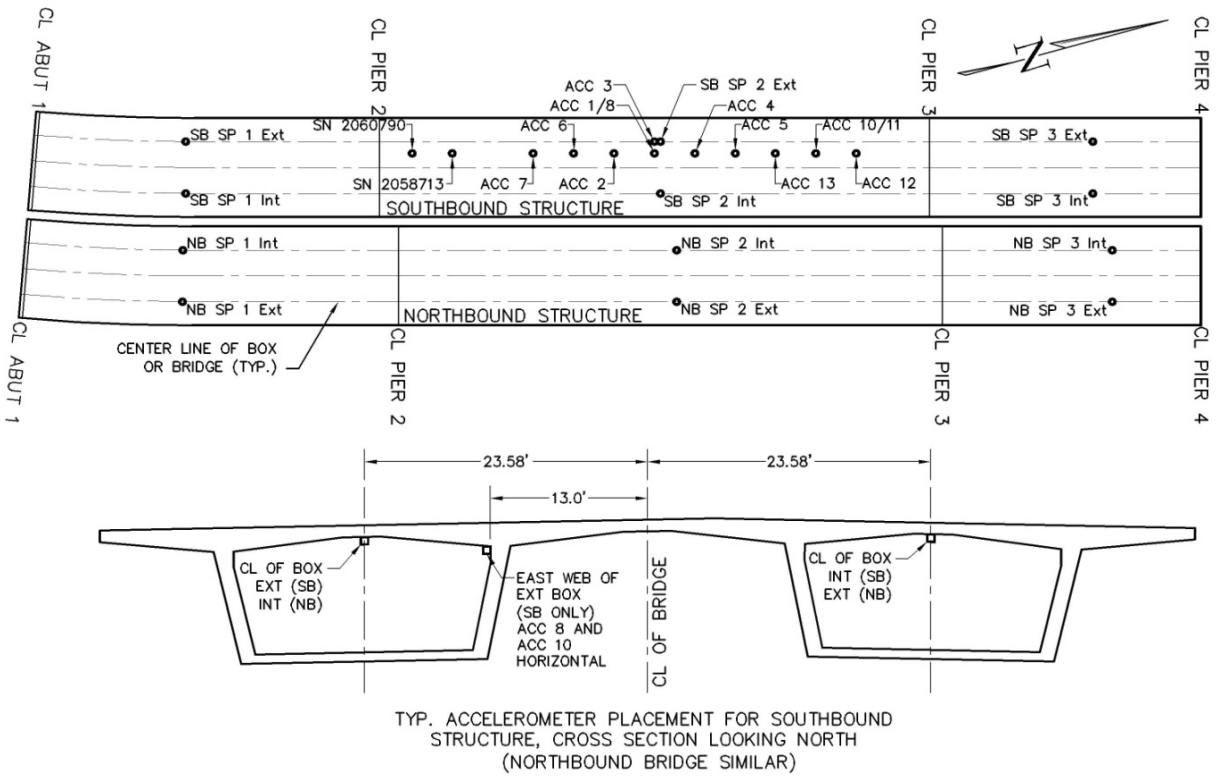 CL ABUT 1
CL PIER 2
CL PIER 3
CL PIER 4
N
ACC 3
SB SP 2 Ext
ACC 1/8
ACC 4
SN 2060790
ACC 6
ACC 5
ACC 10/11
SB SP 1 Ext
SB SP 3 Ext
SN 2058713
ACC 7
ACC 2
ACC 13
ACC 12
SB SP 1 Int
SB SP 2 Int
SB SP 3 Int
SOUTHBOUND STRUCTURE
NB SP 1 Int
NB SP 2 Int
NB SP 3 Int
NB SP 1 Ext
NB SP 2 Ext
NB SP 3 Ext
NORTHBOUND STRUCTURE
CL ABUT 1
CENTER LINE OF BOX
OR BRIDGE (TYP.)
CL PIER 2
CL PIER 3
CL PIER 4
23.58'
23.58'
13.0'
CL OF BOX
EXT (SB)
INT (NB)
EAST WEB OF
EXT BOX
(SB ONLY)
ACC 8 AND
ACC 10
HORIZONTAL
CL OF BRIDGE
CL OF BOX
INT (SB)
EXT (NB)
TYP. ACCELEROMETER PLACEMENT FOR SOUTHBOUND
STRUCTURE, CROSS SECTION LOOKING NORTH
(NORTHBOUND BRIDGE SIMILAR)